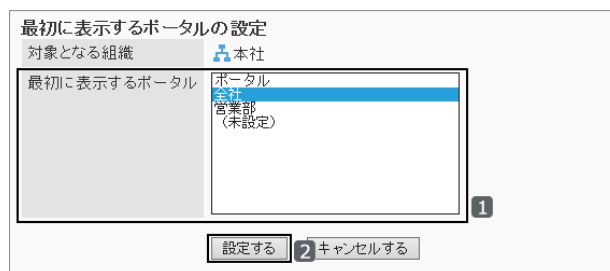 最初に表示するポータルの設定
対象となる組織 本社
最初に表示するポータル
ポータル
全社
営業部
（未設定）
1
設定する 2 キャンセルする